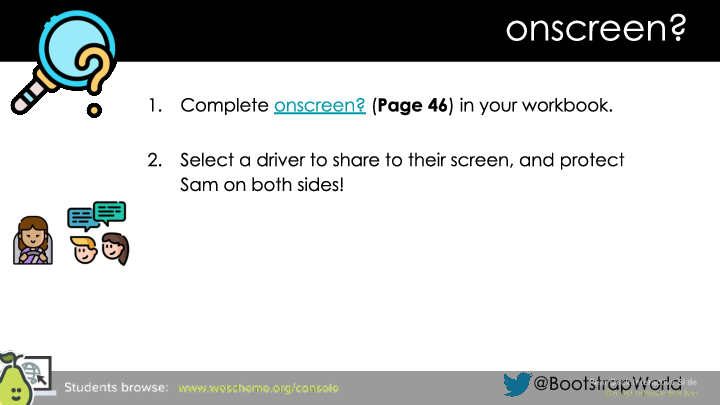 onscreen?
1. Complete onscreen? (Page 46) in your workbook.
2. Select a driver to share to their screen, and protect
Sam on both sides!
Students browse: www.wescheme.org/console
@BootstrapWorld